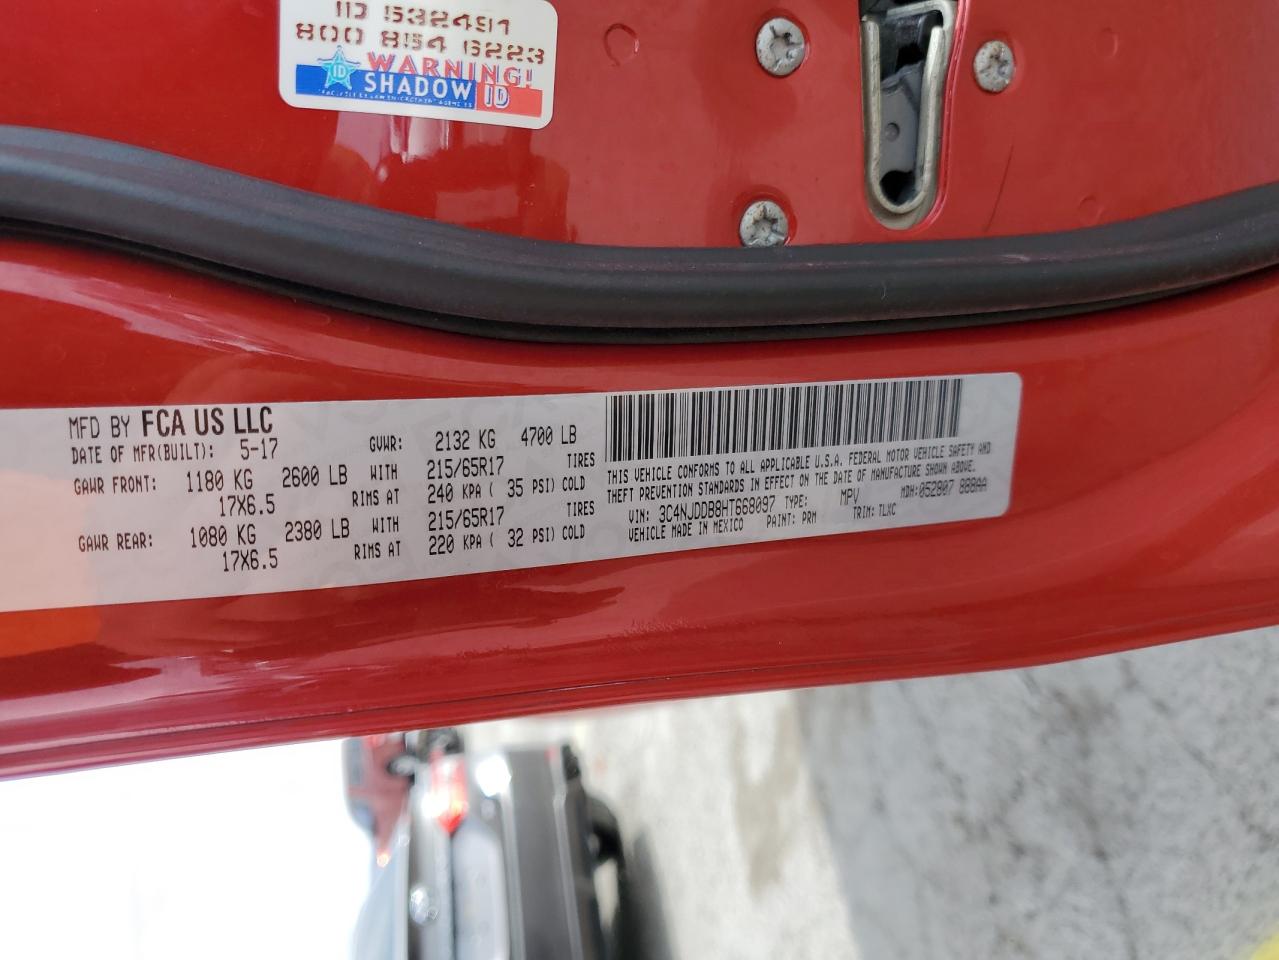 ID 532491
800 854 6223
WARNING!
ID SHADOW ID
MFD BY FCA US LLC
DATE OF MFR(BUILT): 5-17 GVWR: 2132 KG 4700 LB
GAWR FRONT: 1180 KG 2600 LB WITH 215/65R17 TIRES
17X6.5 RIMS AT 240 KPA ( 35 PSI) COLD
GAWR REAR: 1080 KG 2380 LB WITH 215/65R17 TIRES
17X6.5 RIMS AT 220 KPA ( 32 PSI) COLD
THIS VEHICLE CONFORMS TO ALL APPLICABLE U.S.A. FEDERAL MOTOR VEHICLE SAFETY AND
THEFT PREVENTION STANDARDS IN EFFECT ON THE DATE OF MANUFACTURE SHOWN ABOVE.
VIN: 3C4NJDDB8HT668097 TYPE: MPV MDH:052807 888AA
VEHICLE MADE IN MEXICO PAINT: PRM TRIM: TLXC